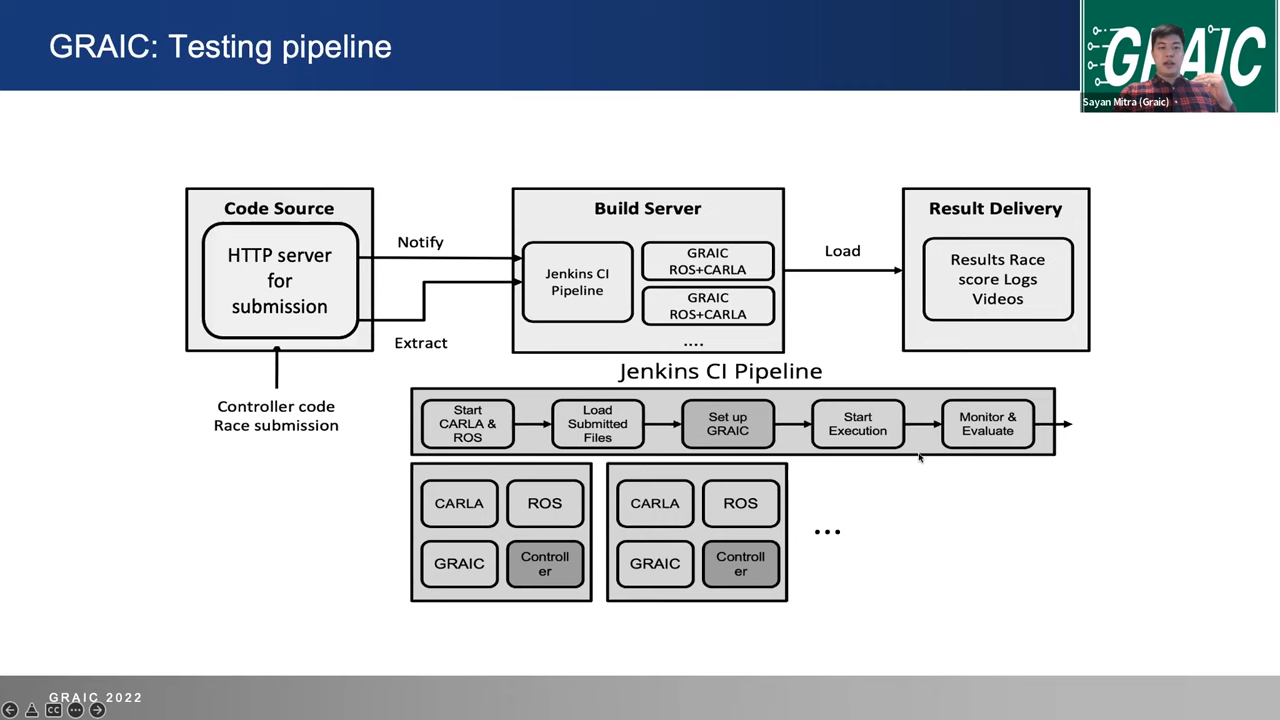 GRAIC: Testing pipeline
GRAIC
Sayan Mitra (Graic)
Code Source
HTTP server
for
submission
Notify
Extract
Controller code
Race submission
Build Server
Jenkins CI
Pipeline
GRAIC
ROS+CARLA
GRAIC
ROS+CARLA
....
Load
Result Delivery
Results Race
score Logs
Videos
Jenkins CI Pipeline
Start
CARLA &
ROS
Load
Submitted
Files
Set up
GRAIC
Start
Execution
Monitor &
Evaluate
CARLA
ROS
GRAIC
Controll
er
CARLA
ROS
GRAIC
Controll
er
...
GRAIC 2022
CC